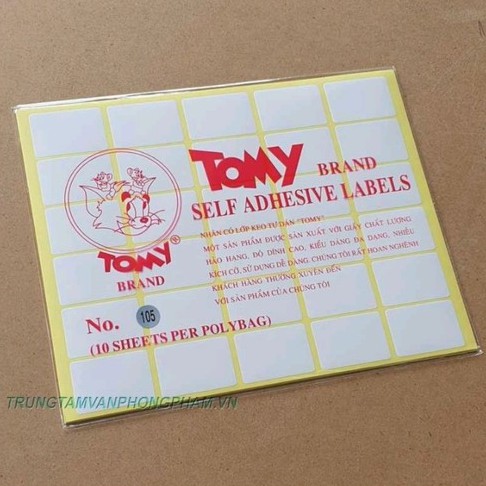 TOMY BRAND
SELF ADHESIVE LABELS
NHÃN CÓ LỚP KEO TỰ DÁN "TOMY"
MỘT SẢN PHẨM ĐƯỢC SẢN XUẤT VỚI GIẤY CHẤT LƯỢNG
HẢO HẠNG, ĐỘ DÍNH CAO, KIỂU DÁNG ĐA DẠNG, NHIỀU
KÍCH CỠ, SỬ DỤNG DỄ DÀNG. CHÚNG TÔI RẤT HOAN NGHÊNH
KHÁCH HÀNG THƯỜNG XUYÊN ĐẾN
VỚI SẢN PHẨM CỦA CHÚNG TÔI
TOMY®
BRAND
No. 105
(10 SHEETS PER POLYBAG)
TRUNGTAMVANPHONGPHAM.VN